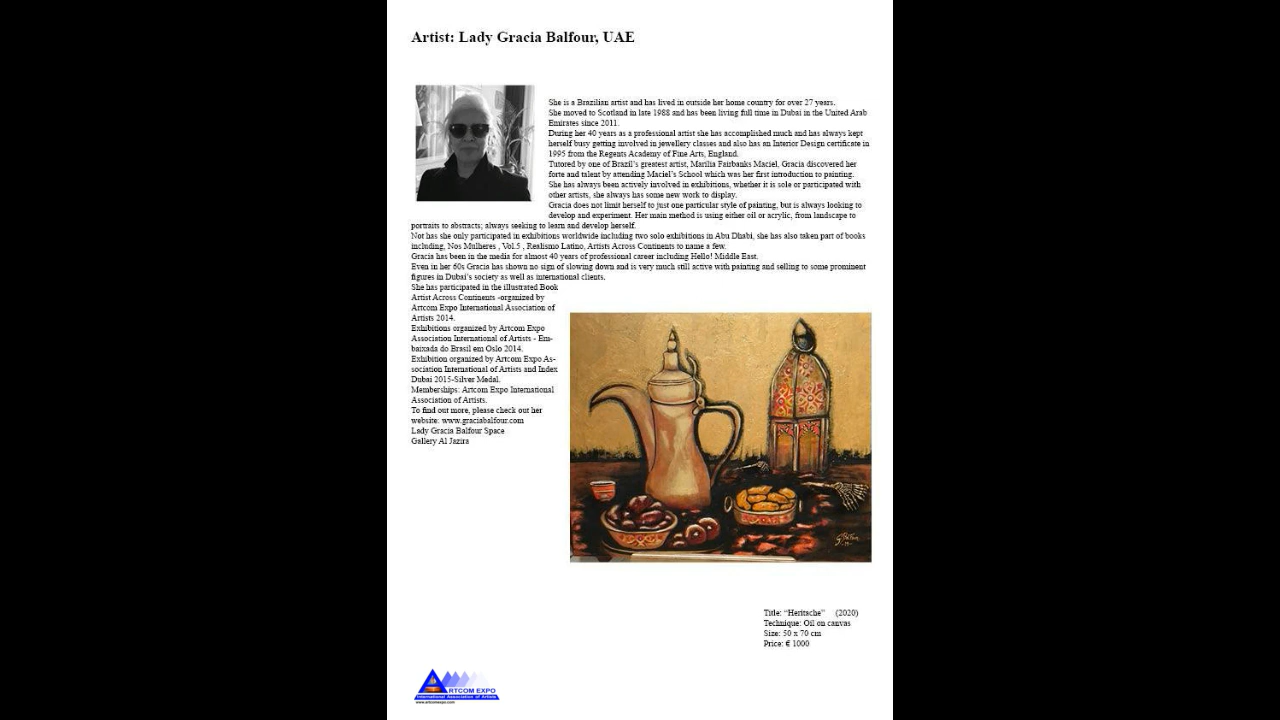 Artist: Lady Gracia Balfour, UAE
She is a Brazilian artist and has lived in outside her home country for over 27 years.
She moved to Scotland in late 1988 and has been living full time in Dubai in the United Arab
Emirates since 2011.
During her 40 years as a professional artist she has accomplished much and has always kept
herself busy getting involved in jewellery classes and also has an Interior Design certificate in
1995 from the Regents Academy of Fine Arts, England.
Tutored by one of Brazil's greatest artist, Marilia Fairbanks Maciel, Gracia discovered her
forte and talent by attending Maciel's School which was her first introduction to painting.
She has always been actively involved in exhibitions, whether it is sole or participated with
other artists, she always has some new work to display.
Gracia does not limit herself to just one particular style of painting, but is always looking to
develop and experiment. Her main method is using either oil or acrylic, from landscape to
portraits to abstracts; always seeking to learn and develop herself.
Not has she only participated in exhibitions worldwide including two solo exhibitions in Abu Dhabi, she has also taken part of books
including, Nos Mulheres , Vol.5 , Realismo Latino, Artists Across Continents to name a few.
Gracia has been in the media for almost 40 years of professional career including Hello! Middle East.
Even in her 60s Gracia has shown no sign of slowing down and is very much still active with painting and selling to some prominent
figures in Dubai's society as well as international clients.
She has participated in the illustrated Book
Artist Across Continents -organized by
Artcom Expo International Association of
Artists 2014.
Exhibitions organized by Artcom Expo
Association International of Artists - Em-
baixada do Brasil em Oslo 2014.
Exhibition organized by Artcom Expo As-
sociation International of Artists and Index
Dubai 2015-Silver Medal.
Memberships: Artcom Expo International
Association of Artists.
To find out more, please check out her
website: www.graciabalfour.com
Lady Gracia Balfour Space
Gallery Al Jazira
Title: “Heritache” (2020)
Technique: Oil on canvas
Size: 50 x 70 cm
Price: € 1000
ARTCOM EXPO
International Association of Artists
www.artcomexpo.com